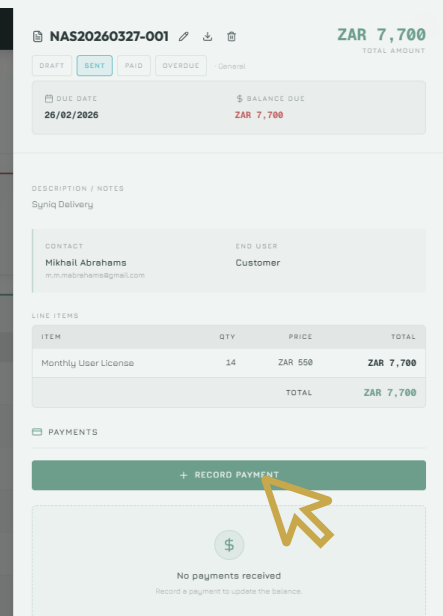 NAS20260327-001
ZAR 7,700
TOTAL AMOUNT
DRAFT SENT PAID OVERDUE · General
DUE DATE
26/02/2026
$ BALANCE DUE
ZAR 7,700
DESCRIPTION / NOTES
Syniq Delivery
CONTACT
Mikhail Abrahams
m.m.mabrahams@gmail.com
END USER
Customer
LINE ITEMS
ITEM QTY PRICE TOTAL
Monthly User License 14 ZAR 550 ZAR 7,700
TOTAL ZAR 7,700
PAYMENTS
+ RECORD PAYMENT
$
No payments received
Record a payment to update the balance.